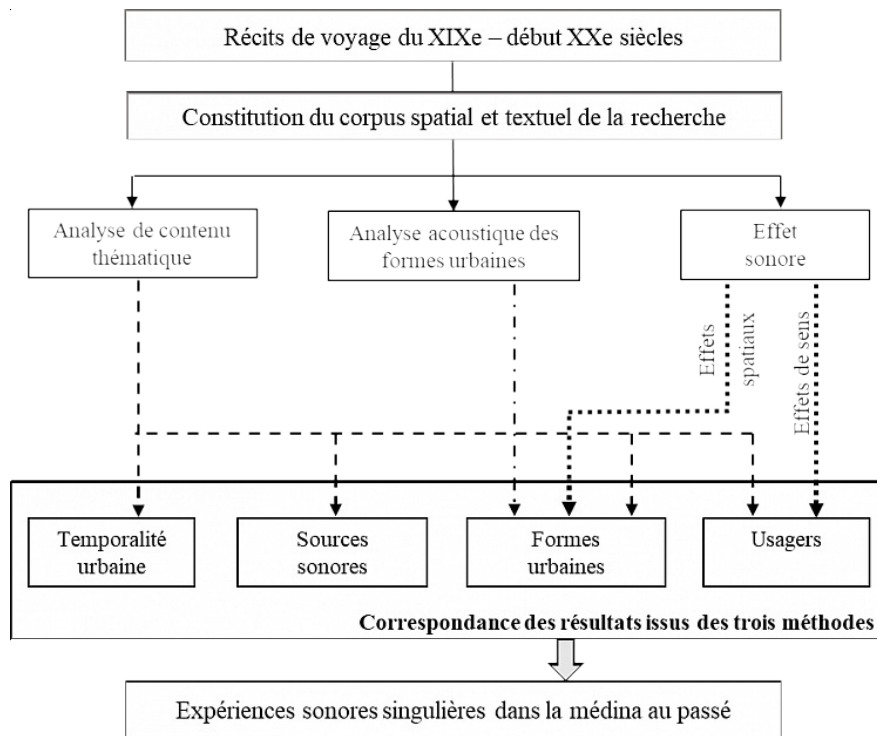 Récits de voyage du XIXe – début XXe siècles
Constitution du corpus spatial et textuel de la recherche
Analyse de contenu
thématique
Analyse acoustique des
formes urbaines
Effet
sonore
Effets
spatiaux
Effets de sens
Temporalité
urbaine
Sources
sonores
Formes
urbaines
Usagers
Correspondance des résultats issus des trois méthodes
Expériences sonores singulières dans la médina au passé